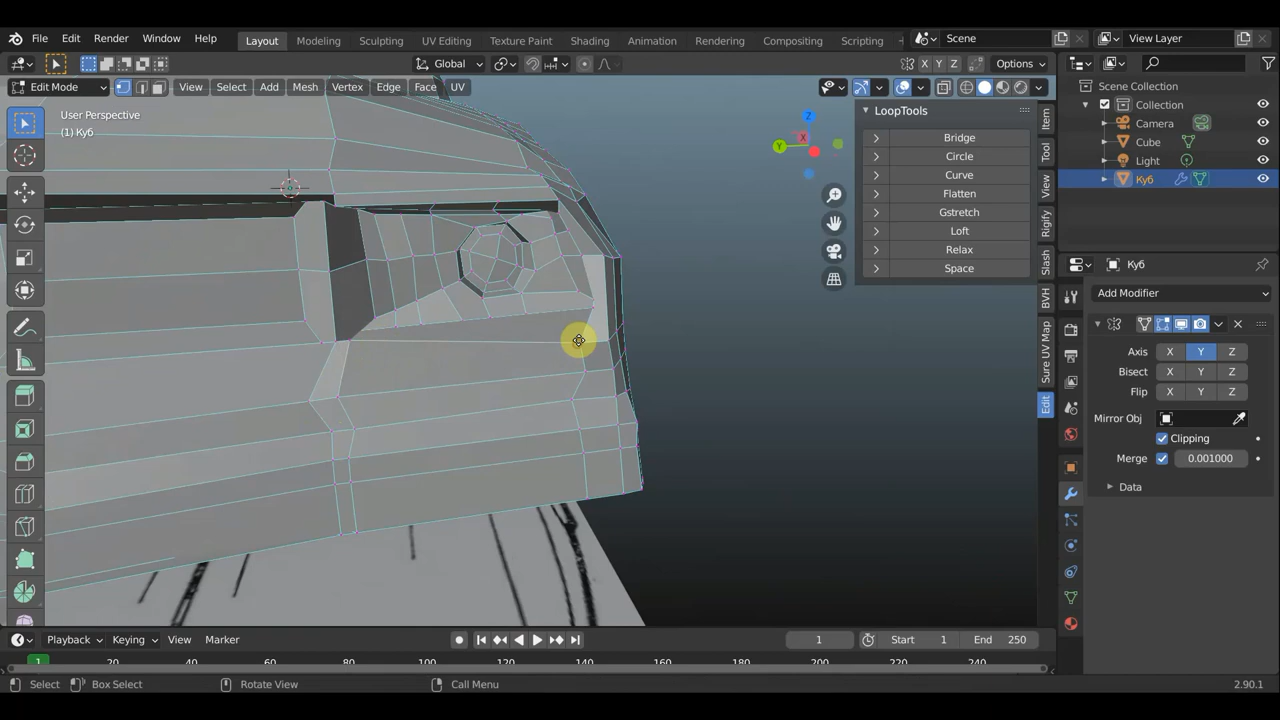 File Edit Render Window Help Layout Modeling Sculpting UV Editing Texture Paint Shading Animation Rendering Compositing Scripting Scene View Layer
Global X Y Z Options
Edit Mode View Select Add Mesh Vertex Edge Face UV
User Perspective
(1) Куб
Z
X
Y
LoopTools
Bridge
Circle
Curve
Flatten
Gstretch
Loft
Relax
Space
Item
Tool
View
Rigify
Slash
BVH
Sure UV Map
Edit
Scene Collection
Collection
Camera
Cube
Light
Куб
Куб
Add Modifier
Axis X Y Z
Bisect X Y Z
Flip X Y Z
Mirror Obj
Clipping
Merge 0.001000
Data
Playback Keying View Marker 1 Start 1 End 250
1 20 40 60 80 100 120 140 160 180 200 220 240
Select Box Select Rotate View Call Menu 2.90.1